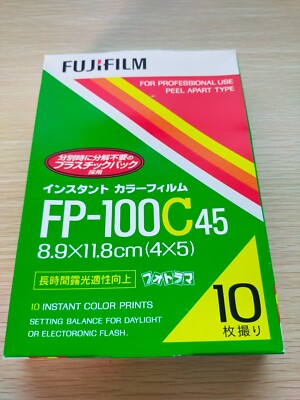 FUJIFILM
FOR PROFESSIONAL USE
PEEL APART TYPE
分別時に分解不要の
プラスチックパック
採用
インスタント カラーフィルム
FP-100C45
8.9×11.8cm(4×5)
長時間露光適性向上
フォトラマ
10 INSTANT COLOR PRINTS
SETTING BALANCE FOR DAYLIGHT
OR ELECTORONIC FLASH.
10
枚撮り